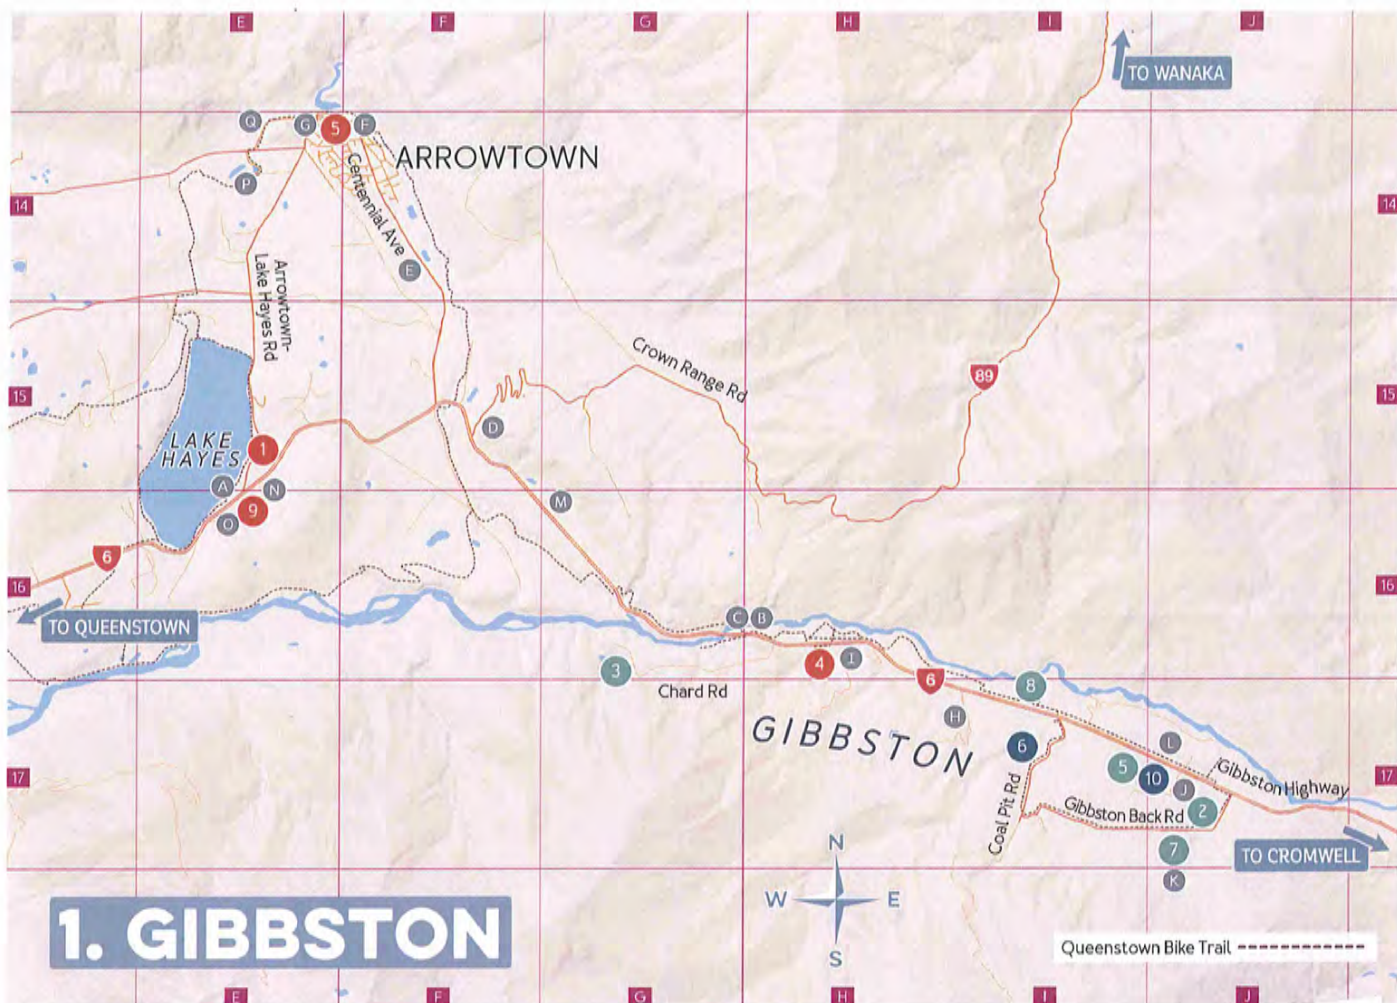 E F G H I J
TO WANAKA
Q G 5 F
ARROWTOWN
P
Centennial Ave
14 14
E
Arrowtown-
Lake Hayes Rd
Crown Range Rd
89
15 15
D
LAKE
HAYES
1
A N
9
O
M
6
16 16
TO QUEENSTOWN
C B
3
4 I
Chard Rd
6
8
H
GIBBSTON
6
L
5 10 J
Gibbston Highway
17 17
Coal Pit Rd
Gibbston Back Rd
2
7
K
TO CROMWELL
N
W E
S
1. GIBBSTON
Queenstown Bike Trail
E F G H I J